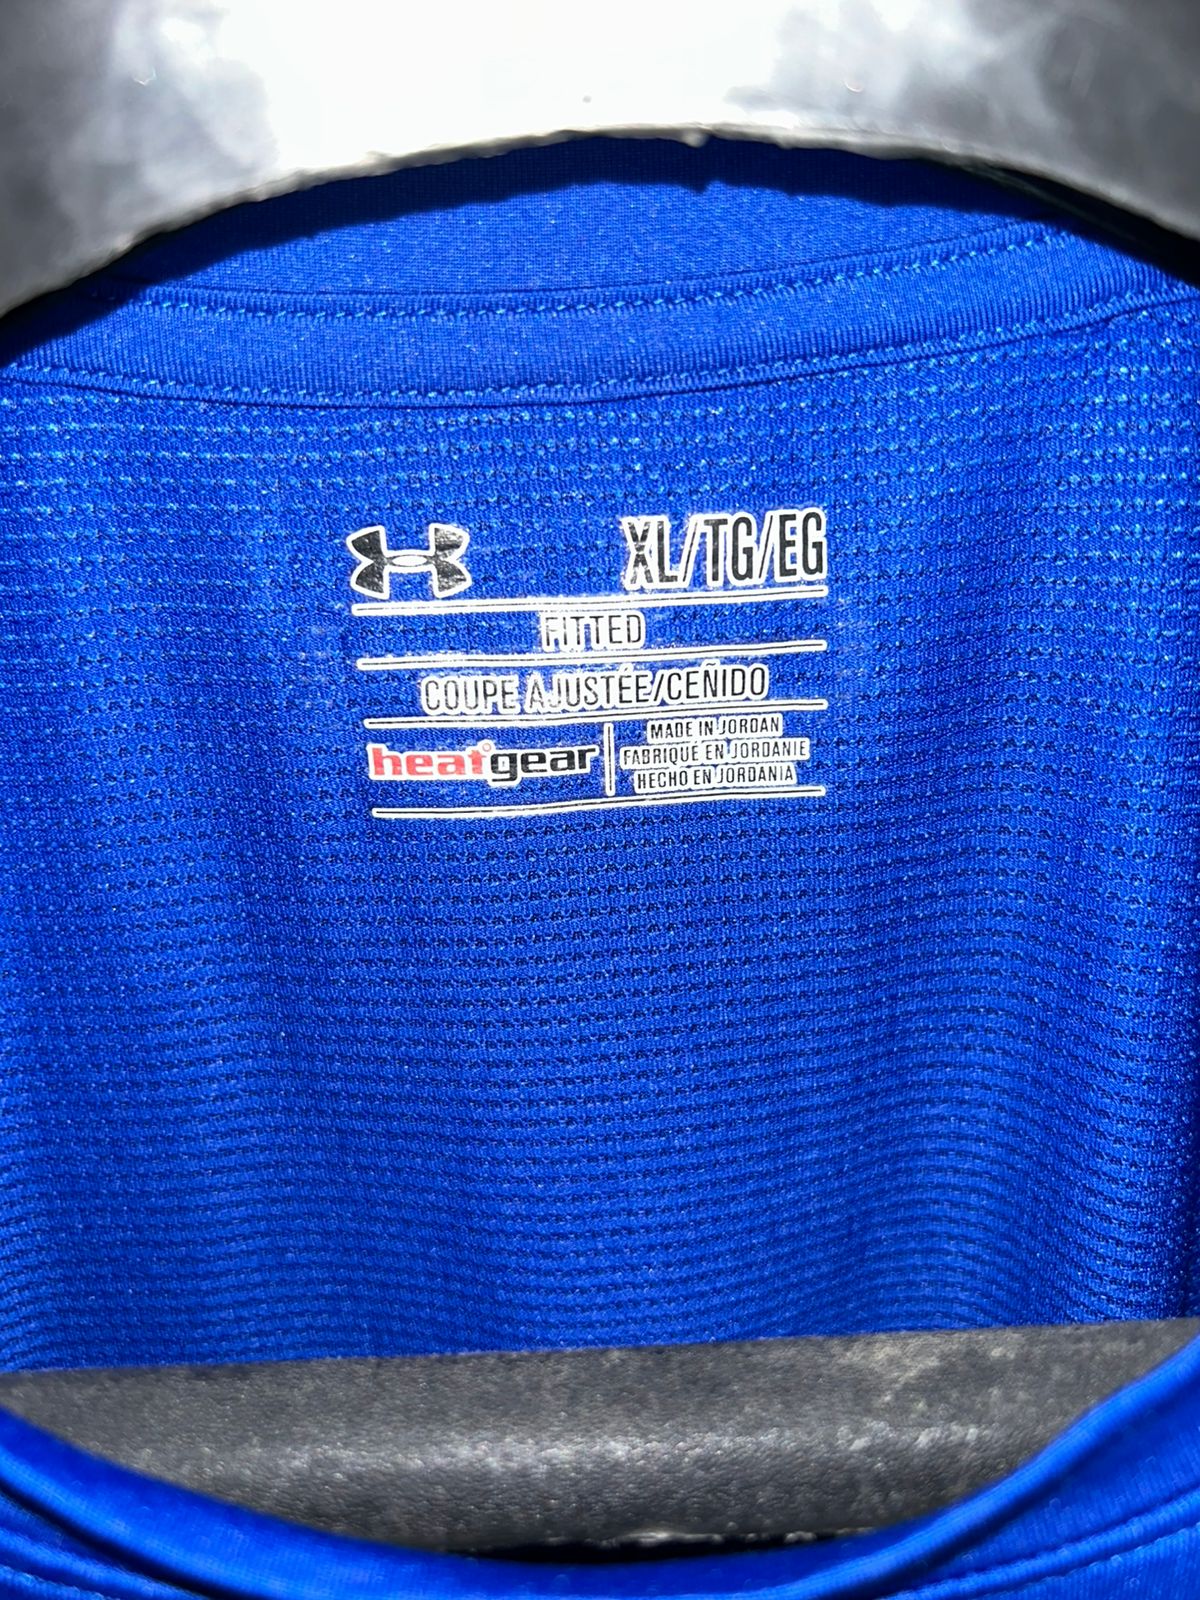 XL/TG/EG
FITTED
COUPE AJUSTÉE/CEÑIDO
heatgear
MADE IN JORDAN
FABRIQUÉ EN JORDANIE
HECHO EN JORDANIA